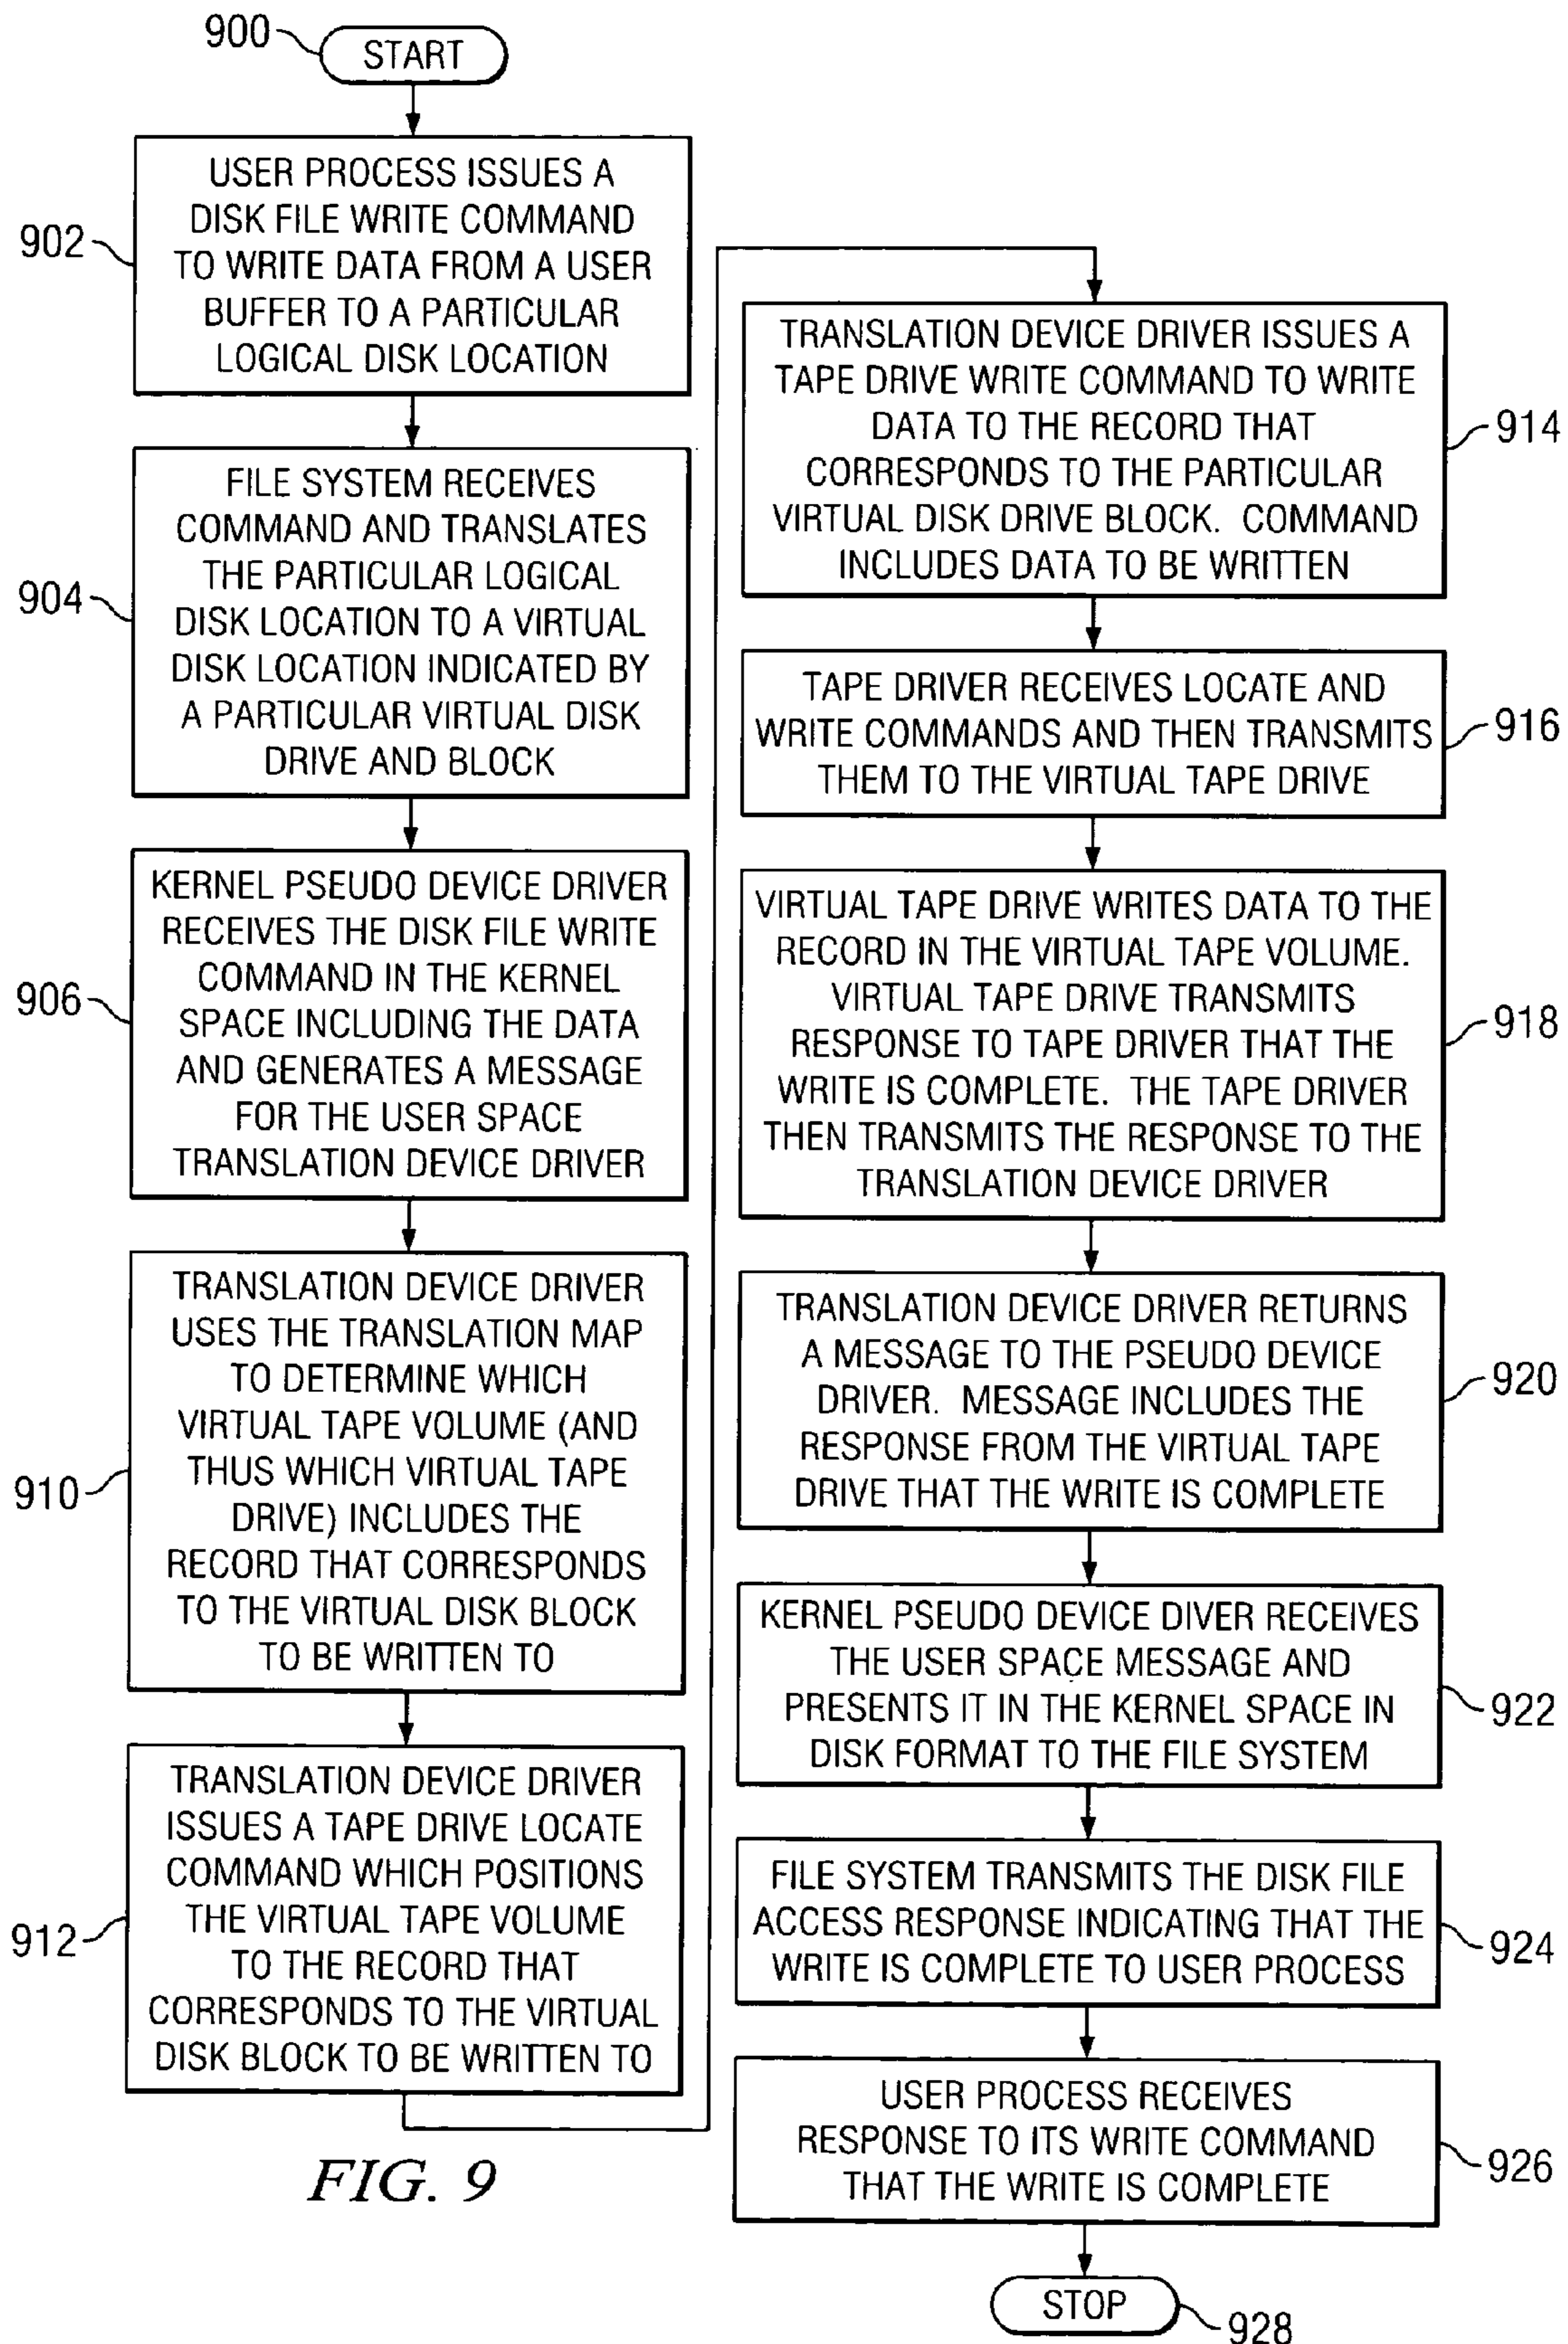 900
START
902
USER PROCESS ISSUES A
DISK FILE WRITE COMMAND
TO WRITE DATA FROM A USER
BUFFER TO A PARTICULAR
LOGICAL DISK LOCATION
904
FILE SYSTEM RECEIVES
COMMAND AND TRANSLATES
THE PARTICULAR LOGICAL
DISK LOCATION TO A VIRTUAL
DISK LOCATION INDICATED BY
A PARTICULAR VIRTUAL DISK
DRIVE AND BLOCK
906
KERNEL PSEUDO DEVICE DRIVER
RECEIVES THE DISK FILE WRITE
COMMAND IN THE KERNEL
SPACE INCLUDING THE DATA
AND GENERATES A MESSAGE
FOR THE USER SPACE
TRANSLATION DEVICE DRIVER
910
TRANSLATION DEVICE DRIVER
USES THE TRANSLATION MAP
TO DETERMINE WHICH
VIRTUAL TAPE VOLUME (AND
THUS WHICH VIRTUAL TAPE
DRIVE) INCLUDES THE
RECORD THAT CORRESPONDS
TO THE VIRTUAL DISK BLOCK
TO BE WRITTEN TO
912
TRANSLATION DEVICE DRIVER
ISSUES A TAPE DRIVE LOCATE
COMMAND WHICH POSITIONS
THE VIRTUAL TAPE VOLUME
TO THE RECORD THAT
CORRESPONDS TO THE VIRTUAL
DISK BLOCK TO BE WRITTEN TO
TRANSLATION DEVICE DRIVER ISSUES A
TAPE DRIVE WRITE COMMAND TO WRITE
DATA TO THE RECORD THAT
CORRESPONDS TO THE PARTICULAR
VIRTUAL DISK DRIVE BLOCK. COMMAND
INCLUDES DATA TO BE WRITTEN
914
TAPE DRIVER RECEIVES LOCATE AND
WRITE COMMANDS AND THEN TRANSMITS
THEM TO THE VIRTUAL TAPE DRIVE
916
VIRTUAL TAPE DRIVE WRITES DATA TO THE
RECORD IN THE VIRTUAL TAPE VOLUME.
VIRTUAL TAPE DRIVE TRANSMITS
RESPONSE TO TAPE DRIVER THAT THE
WRITE IS COMPLETE. THE TAPE DRIVER
THEN TRANSMITS THE RESPONSE TO THE
TRANSLATION DEVICE DRIVER
918
TRANSLATION DEVICE DRIVER RETURNS
A MESSAGE TO THE PSEUDO DEVICE
DRIVER. MESSAGE INCLUDES THE
RESPONSE FROM THE VIRTUAL TAPE
DRIVE THAT THE WRITE IS COMPLETE
920
KERNEL PSEUDO DEVICE DIVER RECEIVES
THE USER SPACE MESSAGE AND
PRESENTS IT IN THE KERNEL SPACE IN
DISK FORMAT TO THE FILE SYSTEM
922
FILE SYSTEM TRANSMITS THE DISK FILE
ACCESS RESPONSE INDICATING THAT THE
WRITE IS COMPLETE TO USER PROCESS
924
USER PROCESS RECEIVES
RESPONSE TO ITS WRITE COMMAND
THAT THE WRITE IS COMPLETE
926
STOP
928
FIG. 9